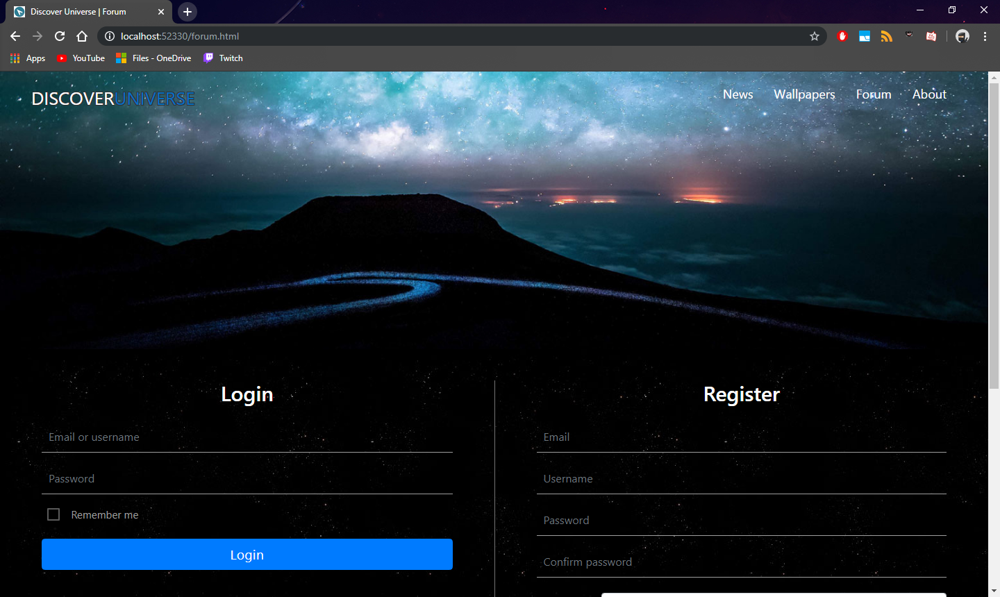 Discover Universe | Forum
localhost:52330/forum.html
Apps YouTube Files - OneDrive Twitch
DISCOVERUNIVERSE
News Wallpapers Forum About
Login
Email or username
Password
Remember me
Login
Register
Email
Username
Password
Confirm password